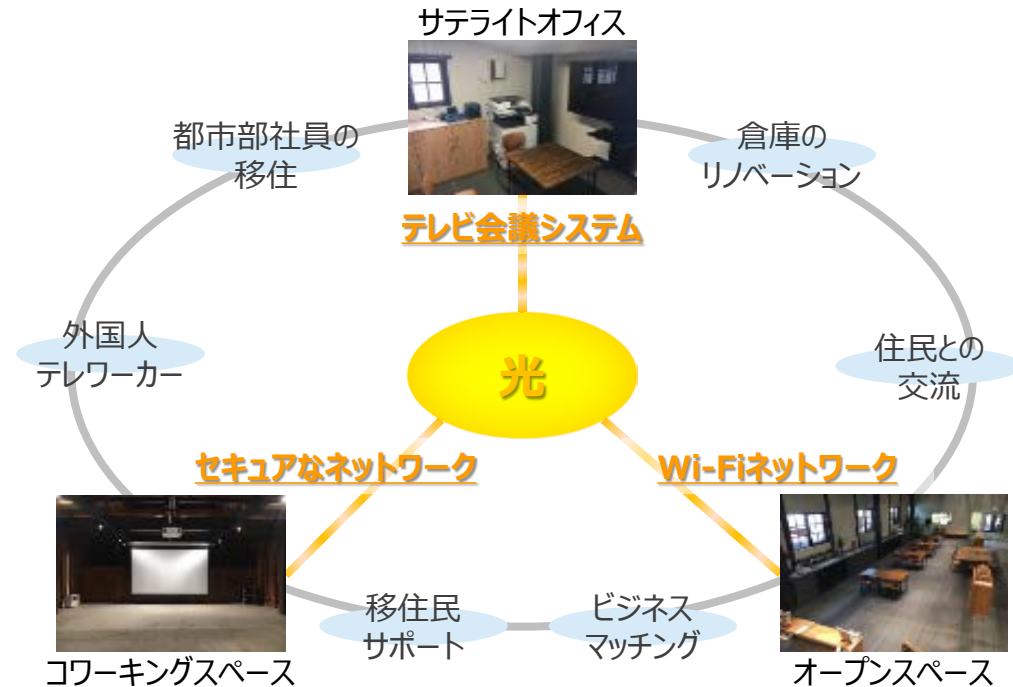 サテライトオフィス
都市部社員の
移住
倉庫の
リノベーション
テレビ会議システム
外国人
テレワーカー
光
住民との
交流
セキュアなネットワーク
Wi-Fiネットワーク
移住民
サポート
ビジネス
マッチング
コワーキングスペース
オープンスペース